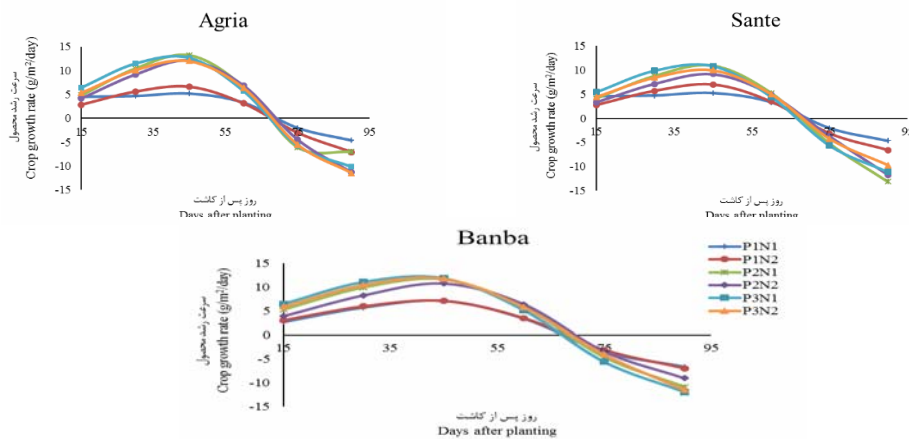 Agria
سرعت رشد محصول
Crop growth rate (g/m²/day)
15
10
5
0
-5
-10
-15
15 35 55 75 95
روز پس از کاشت
Days after planting
Sante
سرعت رشد محصول
Crop growth rate (g/m²/day)
15
10
5
0
-5
-10
-15
15 35 55 75 95
روز پس از کاشت
Days after planting
Banba
سرعت رشد محصول
Crop growth rate (g/m²/day)
15
10
5
0
-5
-10
-15
15 35 55 75 95
روز پس از کاشت
Days after planting
P1N1
P1N2
P2N1
P2N2
P3N1
P3N2